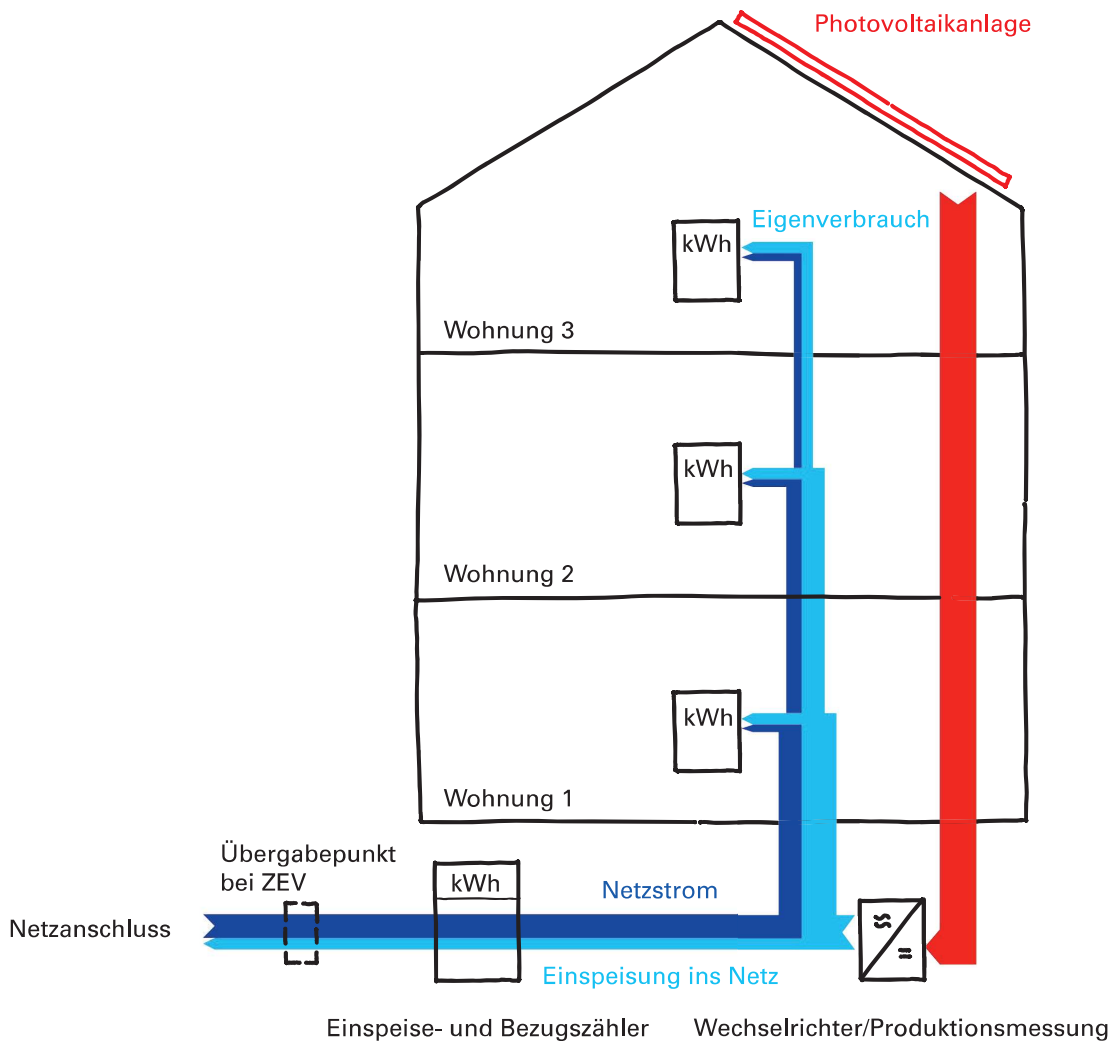 Photovoltaikanlage
Eigenverbrauch
kWh
Wohnung 3
kWh
Wohnung 2
kWh
Wohnung 1
Übergabepunkt
bei ZEV
kWh
Netzstrom
Netzanschluss
Einspeisung ins Netz
Einspeise- und Bezugszähler
Wechselrichter/Produktionsmessung